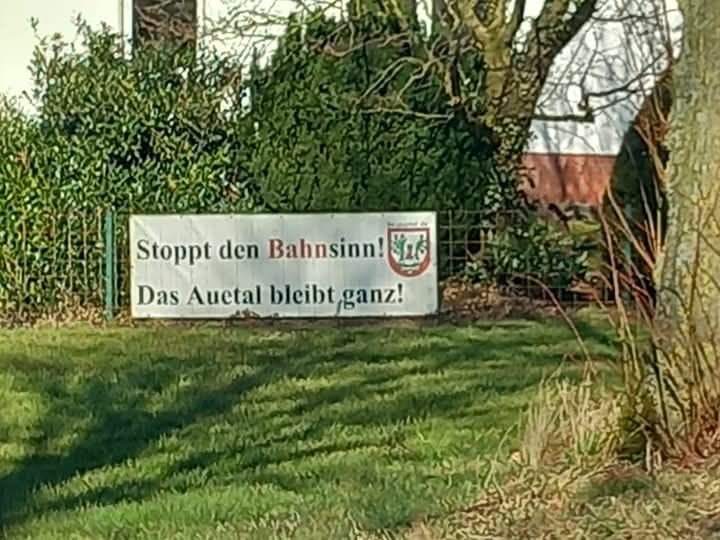 Stoppt den Bahnsinn!
Das Auetal bleibt ganz!